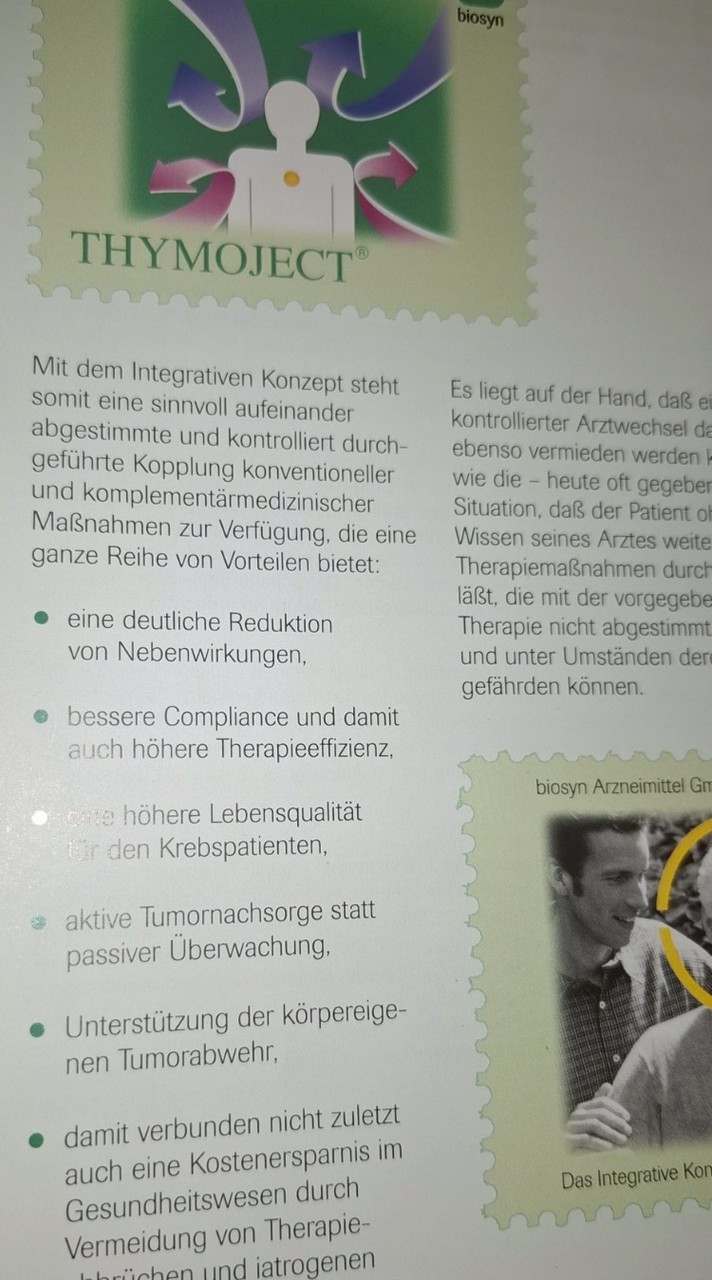 biosyn
THYMOJECT®
Mit dem Integrativen Konzept steht
somit eine sinnvoll aufeinander
abgestimmte und kontrolliert durch-
geführte Kopplung konventioneller
und komplementärmedizinischer
Maßnahmen zur Verfügung, die eine
ganze Reihe von Vorteilen bietet:
• eine deutliche Reduktion
von Nebenwirkungen,
• bessere Compliance und damit
auch höhere Therapieeffizienz,
• eine höhere Lebensqualität
für den Krebspatienten,
• aktive Tumornachsorge statt
passiver Überwachung,
• Unterstützung der körpereige-
nen Tumorabwehr,
• damit verbunden nicht zuletzt
auch eine Kostenersparnis im
Gesundheitswesen durch
Vermeidung von Therapie-
und iatrogenen
Es liegt auf der Hand, daß
kontrollierter Arztwechsel
ebenso vermieden werden
wie die – heute oft
Situation, daß der Patient
Wissen seines Arztes
Therapiemaßnahmen
läßt, die mit der
Therapie nicht abgestimmt
und unter Umständen
gefährden können.
biosyn Arzneimittel
Das Integrative